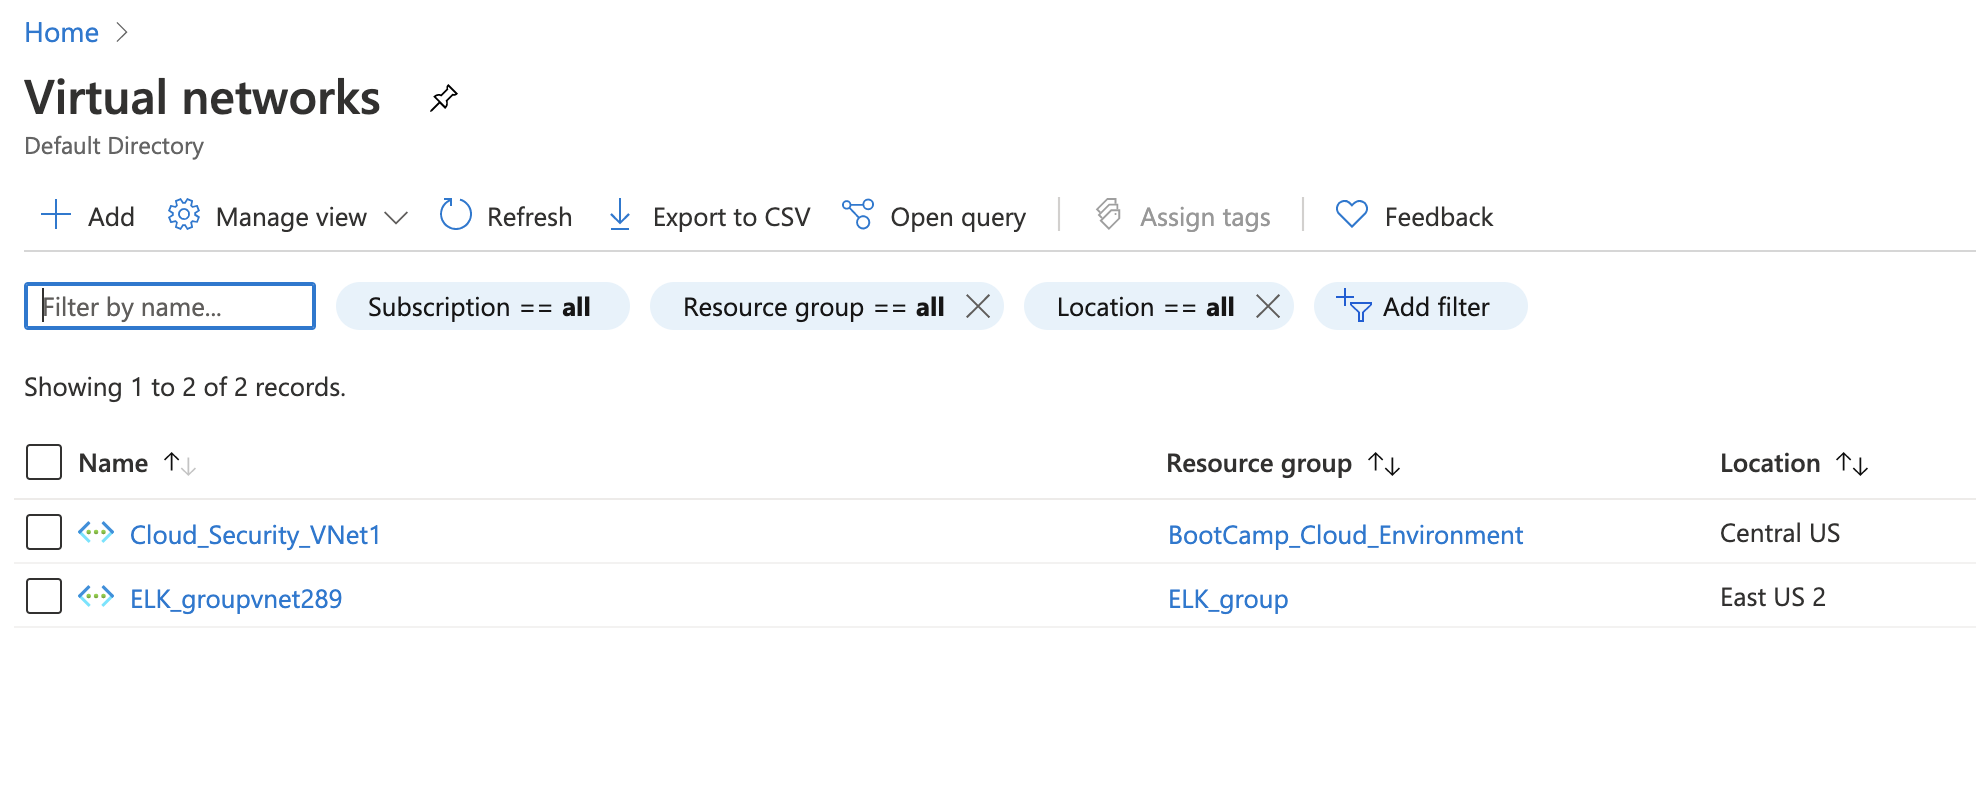 Home
Virtual networks
Default Directory
Add Manage view Refresh Export to CSV Open query Assign tags Feedback
Filter by name... Subscription == all Resource group == all Location == all Add filter
Showing 1 to 2 of 2 records.
Name Resource group Location
Cloud_Security_VNet1 BootCamp_Cloud_Environment Central US
ELK_groupvnet289 ELK_group East US 2